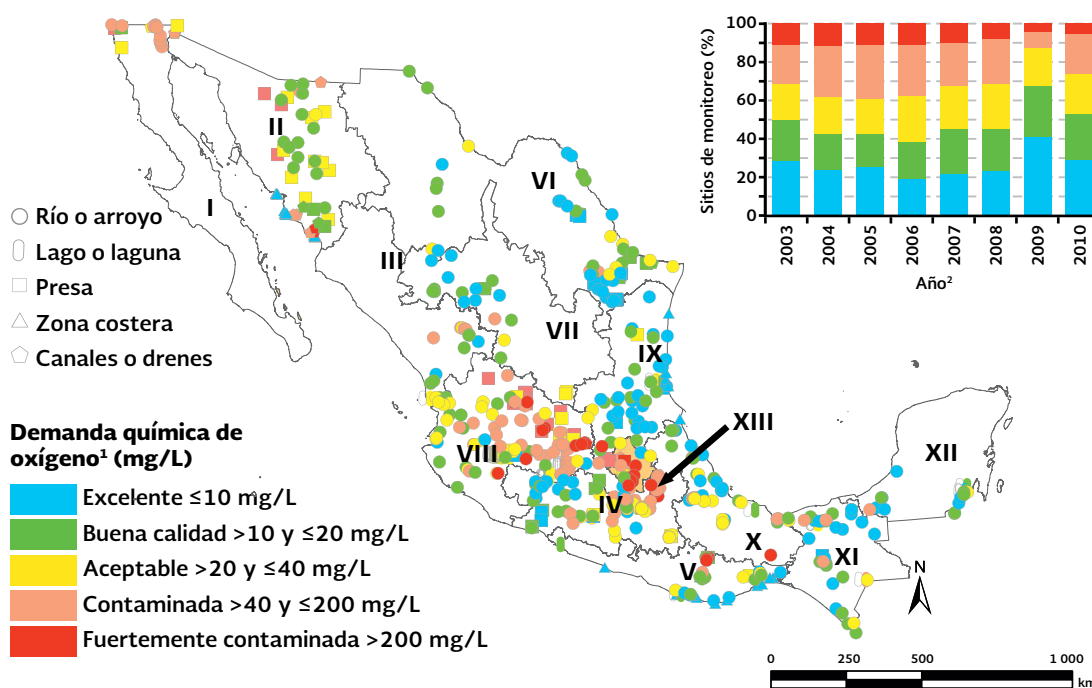 I
II
III
IV
V
VI
VII
VIII
IX
X
XI
XII
XIII
Río o arroyo
Lago o laguna
Presa
Zona costera
Canales o drenes
Demanda química de
oxígeno¹ (mg/L)
Excelente ≤10 mg/L
Buena calidad >10 y ≤20 mg/L
Aceptable >20 y ≤40 mg/L
Contaminada >40 y ≤200 mg/L
Fuertemente contaminada >200 mg/L
Sitios de monitoreo (%)
100
80
60
40
20
0
2003
2004
2005
2006
2007
2008
2009
2010
Año²
N
0 250 500 1 000
km